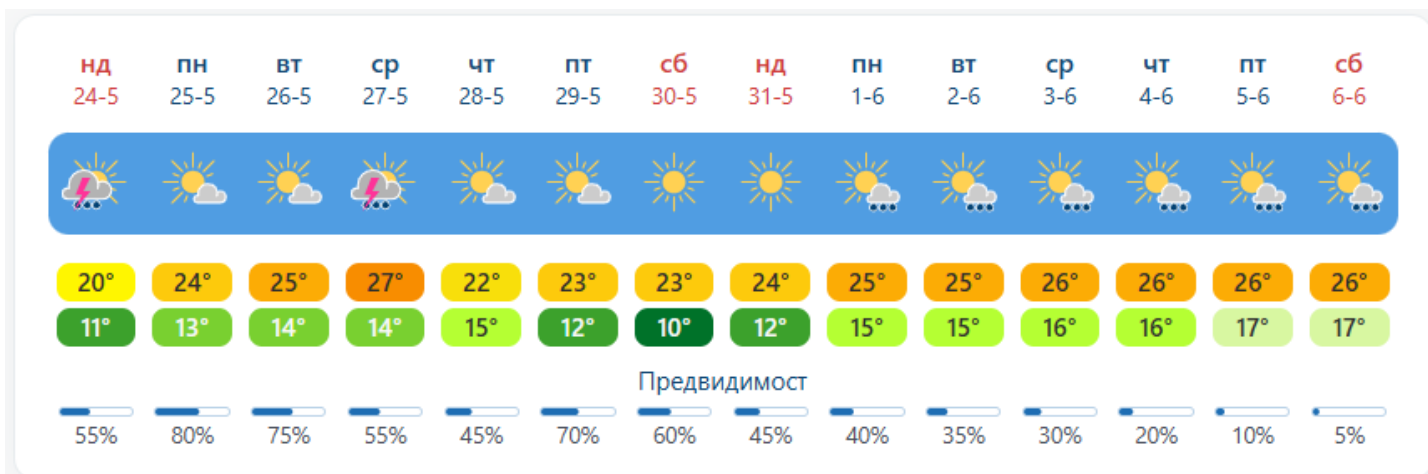 нд пн вт ср чт пт сб нд пн вт ср чт пт сб
24-5 25-5 26-5 27-5 28-5 29-5 30-5 31-5 1-6 2-6 3-6 4-6 5-6 6-6
20° 24° 25° 27° 22° 23° 23° 24° 25° 25° 26° 26° 26° 26°
11° 13° 14° 14° 15° 12° 10° 12° 15° 15° 16° 16° 17° 17°
Предвидимост
55% 80% 75% 55% 45% 70% 60% 45% 40% 35% 30% 20% 10% 5%